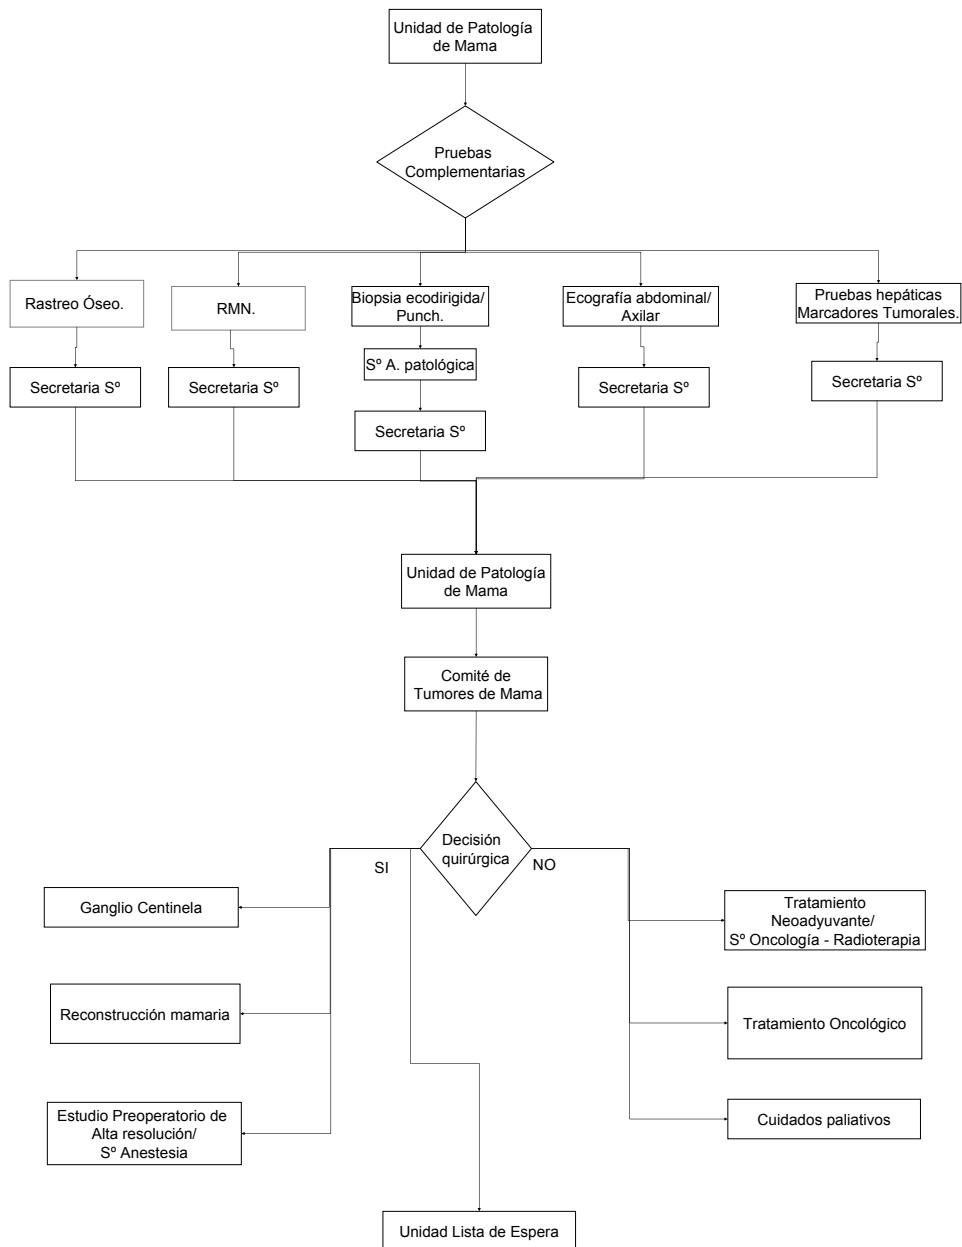 Unidad de Patología
de Mama
Pruebas
Complementarias
Rastreo Óseo.
RMN.
Biopsia ecodirigida/
Punch.
Ecografía abdominal/
Axilar
Pruebas hepáticas
Marcadores Tumorales.
Sº A. patológica
Secretaria Sº
Secretaria Sº
Secretaria Sº
Secretaria Sº
Secretaria Sº
Unidad de Patología
de Mama
Comité de
Tumores de Mama
Decisión
quirúrgica
SI
NO
Ganglio Centinela
Tratamiento
Neoadyuvante/
Sº Oncología - Radioterapia
Reconstrucción mamaria
Tratamiento Oncológico
Estudio Preoperatorio de
Alta resolución/
Sº Anestesia
Cuidados paliativos
Unidad Lista de Espera